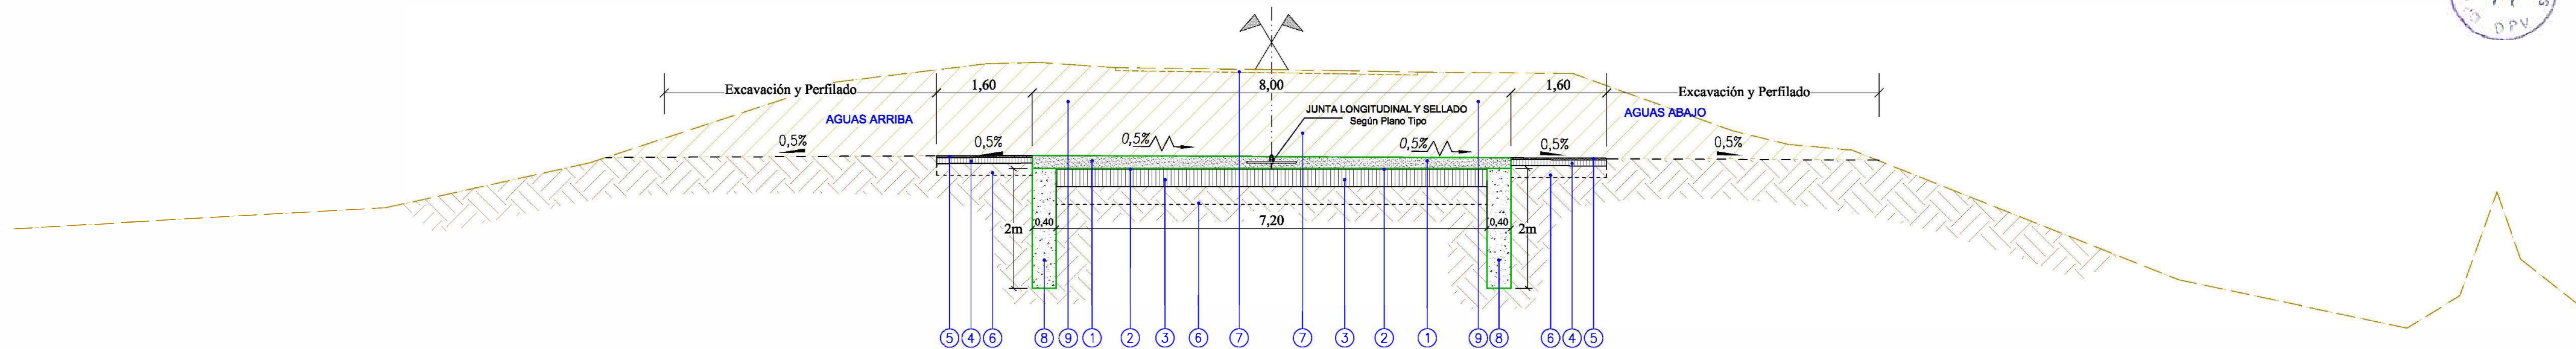 DPV
1,60
8,00
1,60
Excavación y Perfilado
Excavación y Perfilado
JUNTA LONGITUDINAL Y SELLADO
Según Plano Tipo
AGUAS ARRIBA
AGUAS ABAJO
0,5%
0,5%
0,5%
0,5%
0,5%
0,5%
2m
0,40
7,20
0,40
2m
5 4 6 8 9 1 2 3 6 7 7 3 2 1 9 8 6 4 5